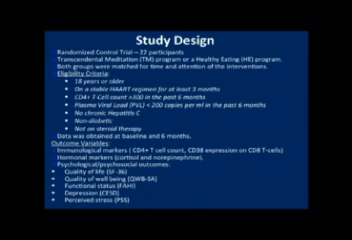 Study Design
Randomized Control Trial – 22 participants
Transcendental Meditation (TM) program or a Healthy Eating (HE) program.
Both groups were matched for time and attention of the interventions.
Eligibility Criteria:
18 years or older
On a stable HAART regimen for at least 3 months
CD4+ T-Cell count >300 in the past 6 months
Plasma Viral Load (PVL) < 200 copies per ml in the past 6 months
No chronic Hepatitis C
Non-diabetic
Not on steroid therapy
Data was obtained at baseline and 6 months.
Outcome Variables:
Immunological markers ( CD4+ T cell count, CD38 expression on CD8 T-cells)
Hormonal markers (cortisol and norepinephrine).
Psychological/psychosocial outcomes:
Quality of life (SF-36)
Quality of well being (QWB-SA)
Functional status (FAHI)
Depression (CESD)
Perceived stress (PSS)